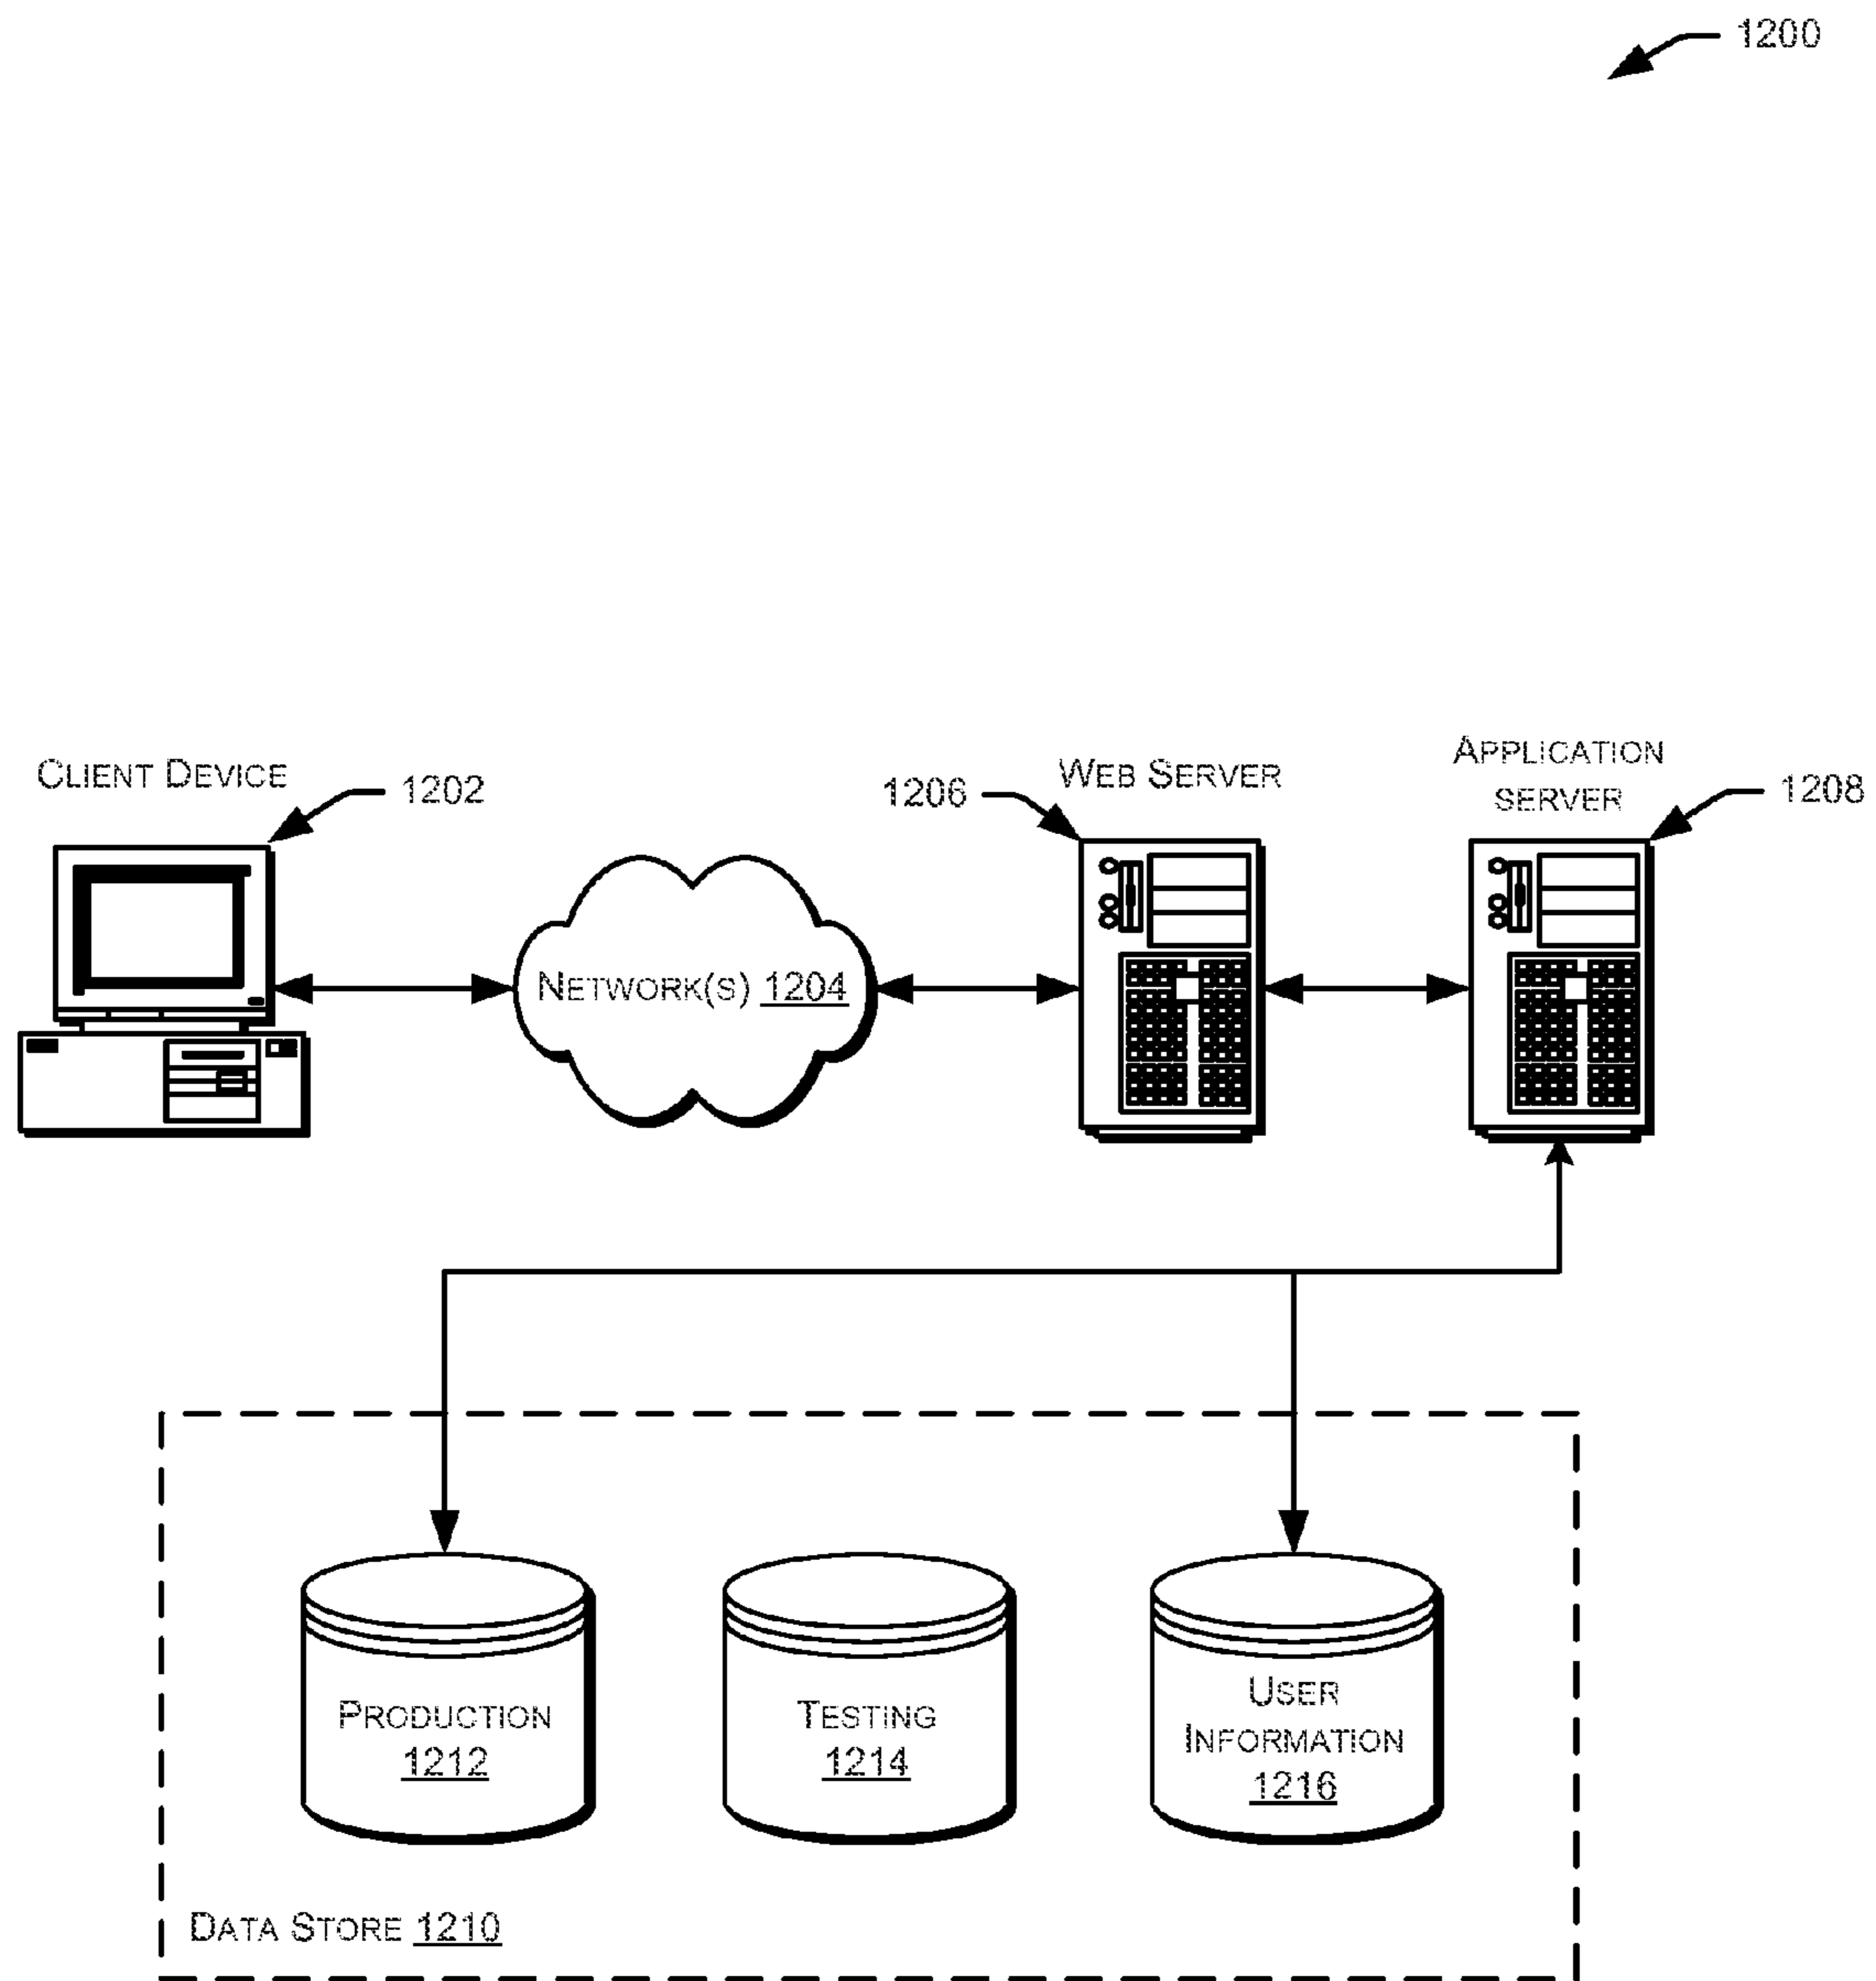 1200
CLIENT DEVICE
1202
1206
WEB SERVER
APPLICATION
SERVER
1208
NETWORK(S) 1204
PRODUCTION
1212
TESTING
1214
USER
INFORMATION
1216
DATA STORE 1210